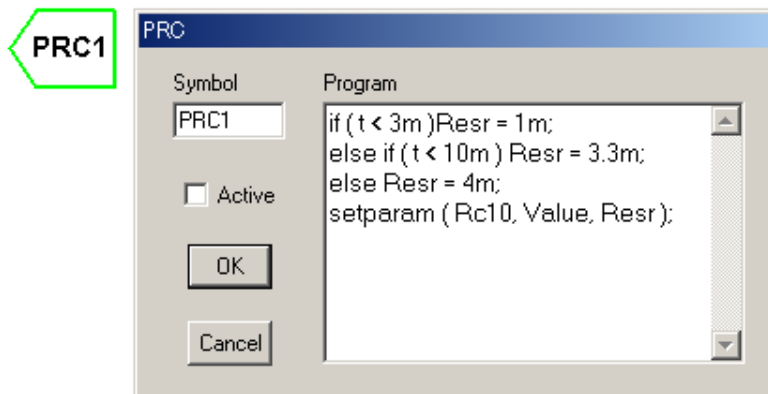 PRC1
PRC
Symbol
PRC1
Active
OK
Cancel
Program
if ( t < 3m )Resr = 1m;
else if ( t < 10m ) Resr = 3.3m;
else Resr = 4m;
setparam ( Rc10, Value, Resr );